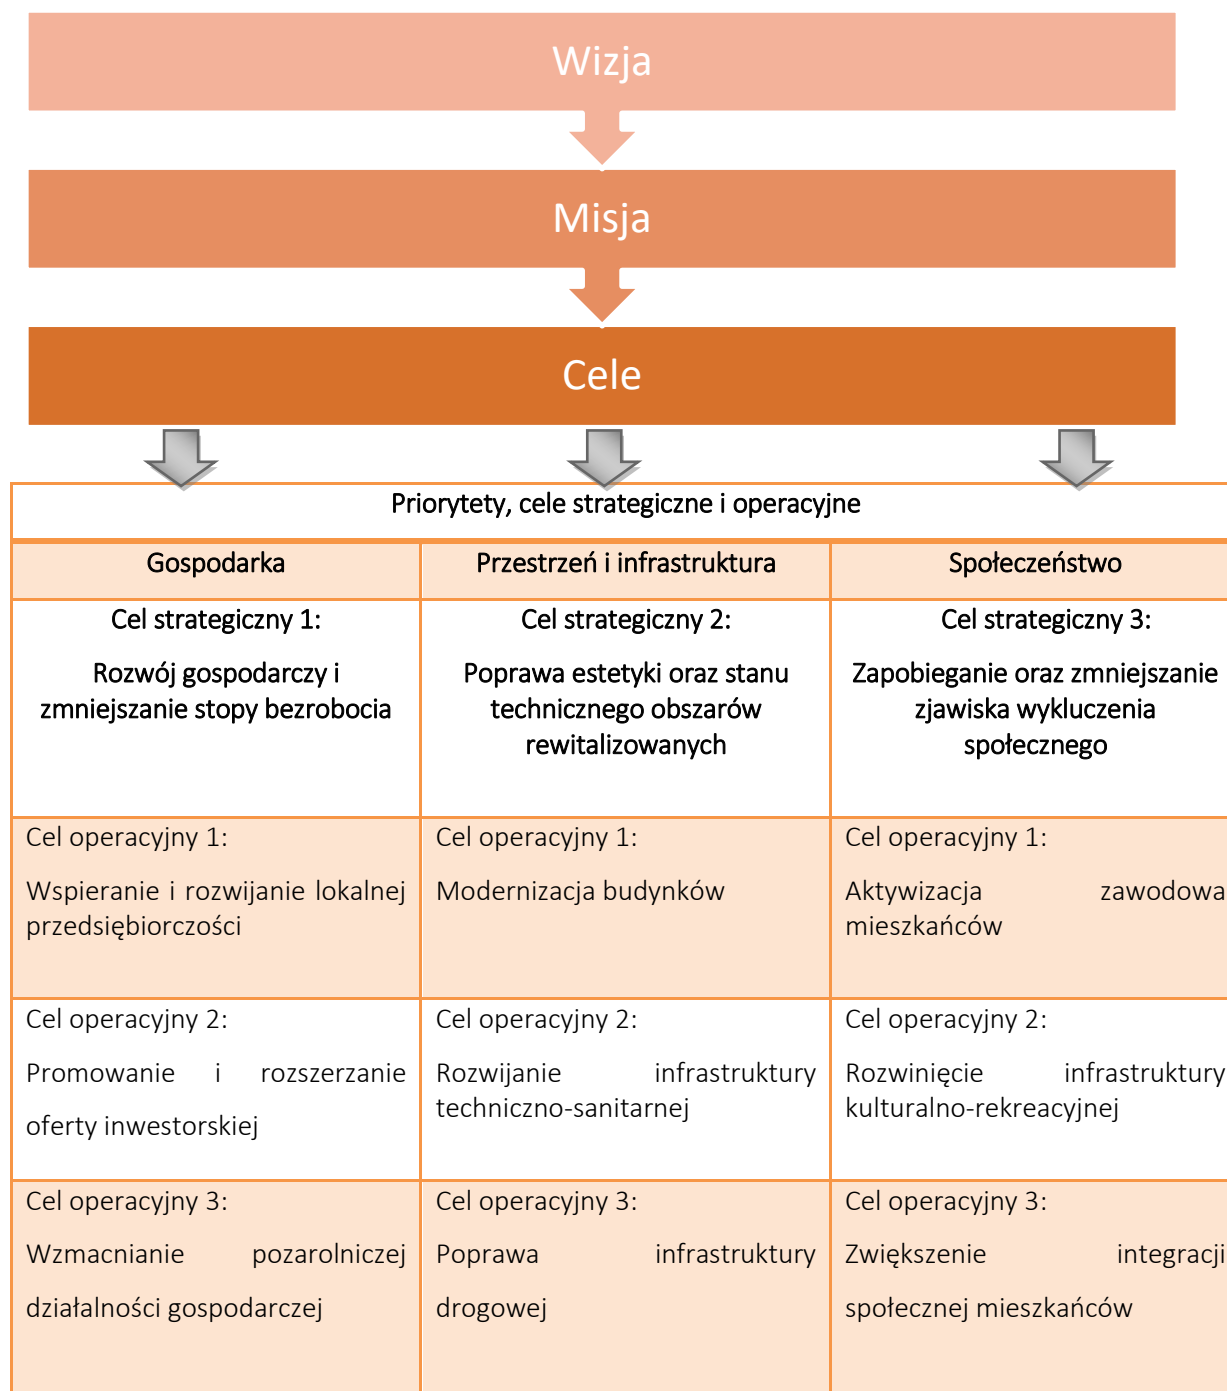 Wizja
Misja
Cele
Priorytety, cele strategiczne i operacyjne
Gospodarka
Przestrzeń i infrastruktura
Społeczeństwo
Cel strategiczny 1:
Rozwój gospodarczy i
zmniejszanie stopy bezrobocia
Cel strategiczny 2:
Poprawa estetyki oraz stanu
technicznego obszarów
rewitalizowanych
Cel strategiczny 3:
Zapobieganie oraz zmniejszanie
zjawiska wykluczenia
społecznego
Cel operacyjny 1:
Wspieranie i rozwijanie lokalnej
przedsiębiorczości
Cel operacyjny 1:
Modernizacja budynków
Cel operacyjny 1:
Aktywizacja zawodowa
mieszkańców
Cel operacyjny 2:
Promowanie i rozszerzanie
oferty inwestorskiej
Cel operacyjny 2:
Rozwijanie infrastruktury
techniczno-sanitarnej
Cel operacyjny 2:
Rozwinięcie infrastruktury
kulturalno-rekreacyjnej
Cel operacyjny 3:
Wzmacnianie pozarolniczej
działalności gospodarczej
Cel operacyjny 3:
Poprawa infrastruktury
drogowej
Cel operacyjny 3:
Zwiększenie integracji
społecznej mieszkańców